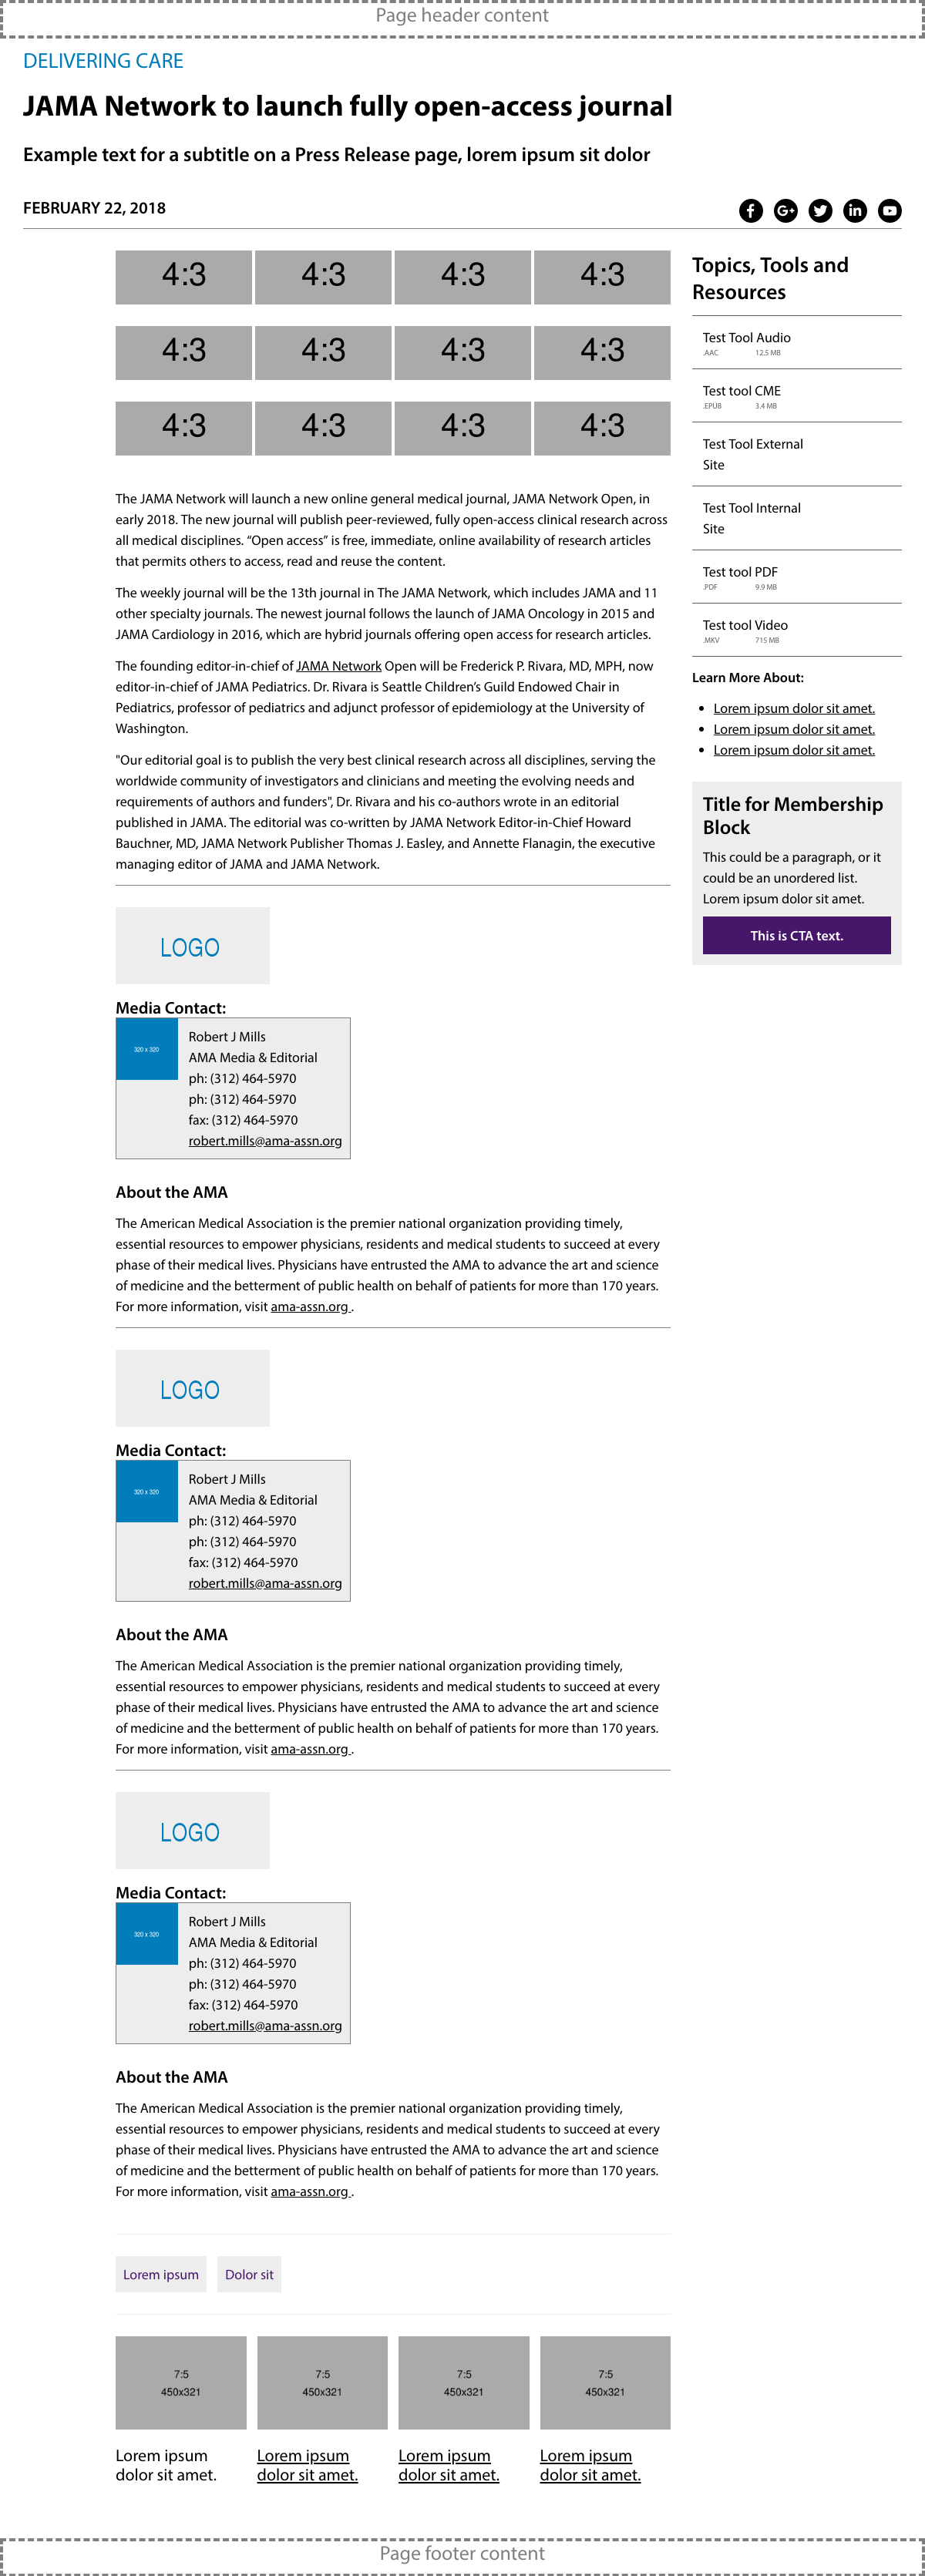 Page header content
DELIVERING CARE
JAMA Network to launch fully open-access journal
Example text for a subtitle on a Press Release page, lorem ipsum sit dolor
FEBRUARY 22, 2018
4:3 4:3 4:3 4:3
4:3 4:3 4:3 4:3
4:3 4:3 4:3 4:3
The JAMA Network will launch a new online general medical journal, JAMA Network Open, in
early 2018. The new journal will publish peer-reviewed, fully open-access clinical research across
all medical disciplines. “Open access” is free, immediate, online availability of research articles
that permits others to access, read and reuse the content.
The weekly journal will be the 13th journal in The JAMA Network, which includes JAMA and 11
other specialty journals. The newest journal follows the launch of JAMA Oncology in 2015 and
JAMA Cardiology in 2016, which are hybrid journals offering open access for research articles.
The founding editor-in-chief of JAMA Network Open will be Frederick P. Rivara, MD, MPH, now
editor-in-chief of JAMA Pediatrics. Dr. Rivara is Seattle Children’s Guild Endowed Chair in
Pediatrics, professor of pediatrics and adjunct professor of epidemiology at the University of
Washington.
"Our editorial goal is to publish the very best clinical research across all disciplines, serving the
worldwide community of investigators and clinicians and meeting the evolving needs and
requirements of authors and funders", Dr. Rivara and his co-authors wrote in an editorial
published in JAMA. The editorial was co-written by JAMA Network Editor-in-Chief Howard
Bauchner, MD, JAMA Network Publisher Thomas J. Easley, and Annette Flanagin, the executive
managing editor of JAMA and JAMA Network.
LOGO
Media Contact:
320 x 320
Robert J Mills
AMA Media & Editorial
ph: (312) 464-5970
ph: (312) 464-5970
fax: (312) 464-5970
robert.mills@ama-assn.org
About the AMA
The American Medical Association is the premier national organization providing timely,
essential resources to empower physicians, residents and medical students to succeed at every
phase of their medical lives. Physicians have entrusted the AMA to advance the art and science
of medicine and the betterment of public health on behalf of patients for more than 170 years.
For more information, visit ama-assn.org .
LOGO
Media Contact:
320 x 320
Robert J Mills
AMA Media & Editorial
ph: (312) 464-5970
ph: (312) 464-5970
fax: (312) 464-5970
robert.mills@ama-assn.org
About the AMA
The American Medical Association is the premier national organization providing timely,
essential resources to empower physicians, residents and medical students to succeed at every
phase of their medical lives. Physicians have entrusted the AMA to advance the art and science
of medicine and the betterment of public health on behalf of patients for more than 170 years.
For more information, visit ama-assn.org .
LOGO
Media Contact:
320 x 320
Robert J Mills
AMA Media & Editorial
ph: (312) 464-5970
ph: (312) 464-5970
fax: (312) 464-5970
robert.mills@ama-assn.org
About the AMA
The American Medical Association is the premier national organization providing timely,
essential resources to empower physicians, residents and medical students to succeed at every
phase of their medical lives. Physicians have entrusted the AMA to advance the art and science
of medicine and the betterment of public health on behalf of patients for more than 170 years.
For more information, visit ama-assn.org .
Lorem ipsum Dolor sit
7:5 7:5 7:5 7:5
450x321 450x321 450x321 450x321
Lorem ipsum Lorem ipsum Lorem ipsum Lorem ipsum
dolor sit amet. dolor sit amet. dolor sit amet. dolor sit amet.
Topics, Tools and
Resources
Test Tool Audio
.AAC 12.5 MB
Test tool CME
.EPUB 3.4 MB
Test Tool External
Site
Test Tool Internal
Site
Test tool PDF
.PDF 9.9 MB
Test tool Video
.MKV 715 MB
Learn More About:
Lorem ipsum dolor sit amet.
Lorem ipsum dolor sit amet.
Lorem ipsum dolor sit amet.
Title for Membership
Block
This could be a paragraph, or it
could be an unordered list.
Lorem ipsum dolor sit amet.
This is CTA text.
Page footer content